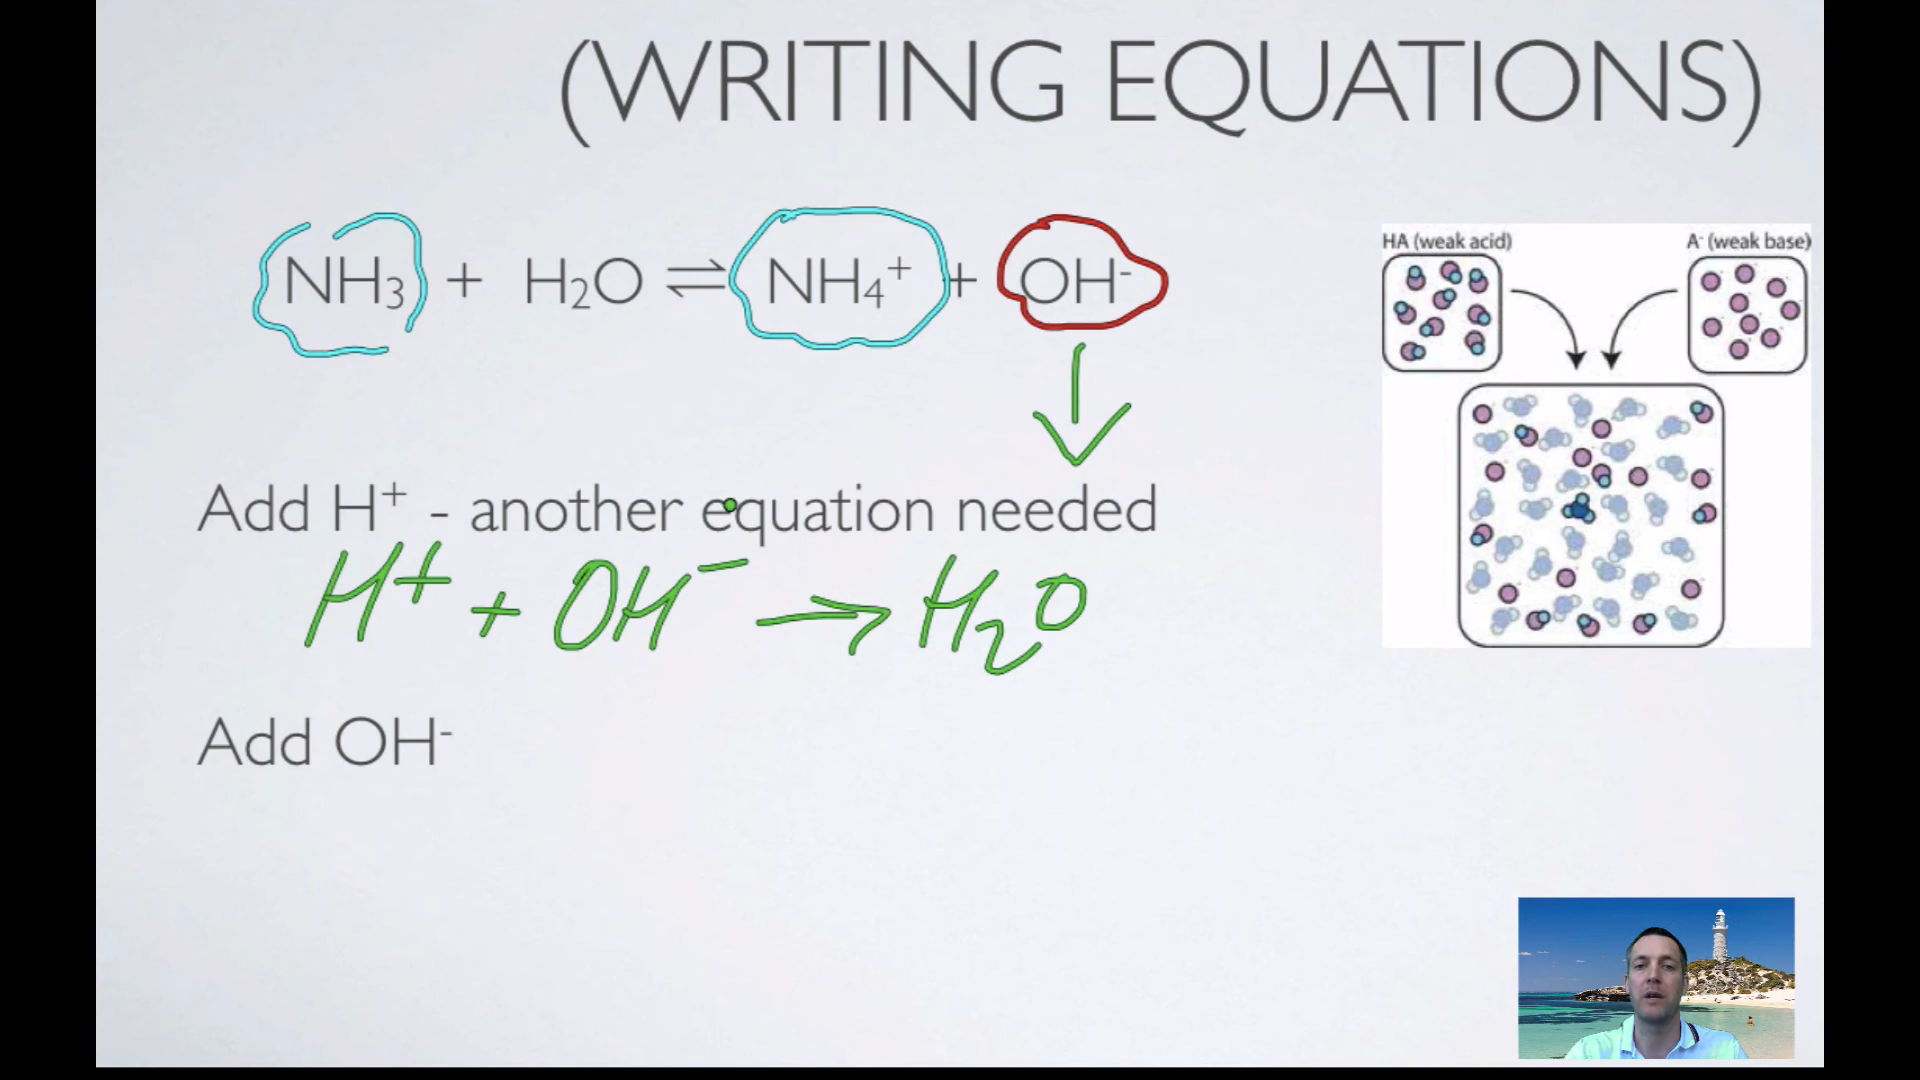 (WRITING EQUATIONS)
NH₃ + H₂O ⇌ NH₄⁺ + OH⁻
HA (weak acid)
A⁻ (weak base)
Add H⁺ - another equation needed
H⁺ + OH⁻ → H₂O
Add OH⁻